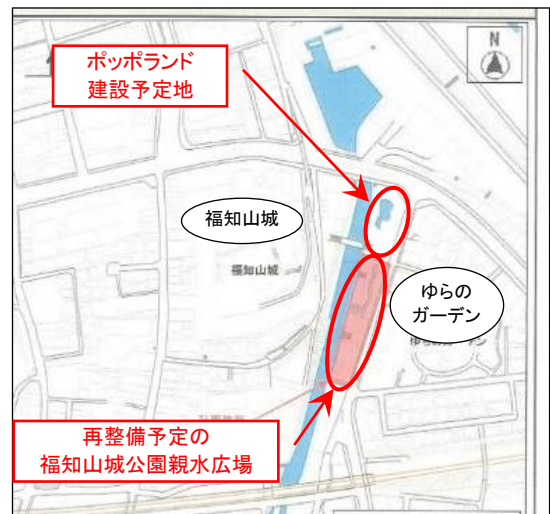 N
ポッポランド
建設予定地
福知山城
福知山城
ゆらの
ガーデン
再整備予定の
福知山城公園親水広場